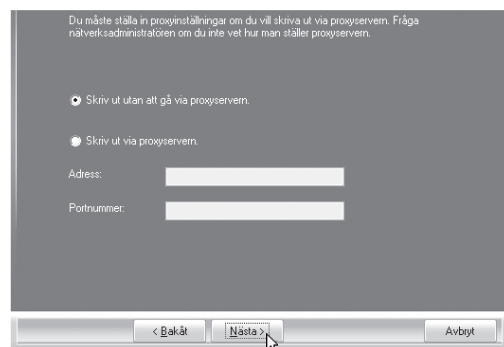 Du måste ställa in proxyinställningar om du vill skriva ut via proxyservern. Fråga
nätverksadministratören om du inte vet hur man ställer proxyservern.
Skriv ut utan att gå via proxyservern.
Skriv ut via proxyservern.
Adress:
Portnummer:
< Bakåt
Nästa >
Avbryt